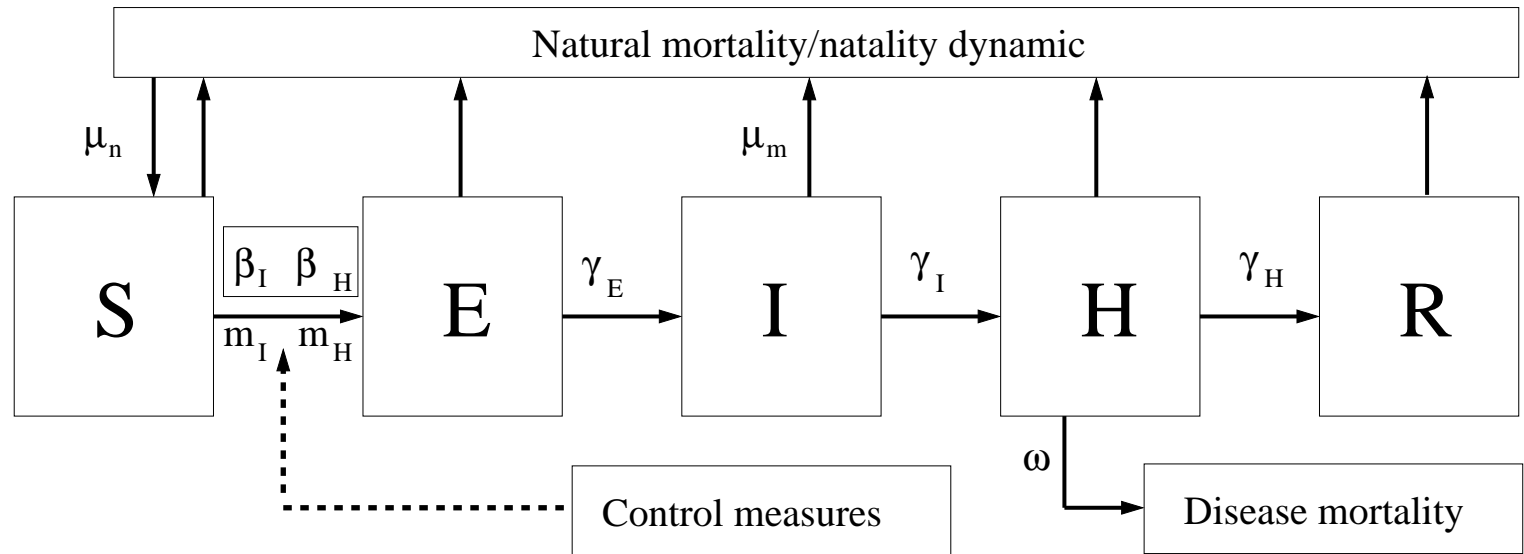 Natural mortality/natality dynamic
μn
μm
βI βH
γE
γI
γH
S
E
I
H
R
mI mH
ω
Control measures
Disease mortality